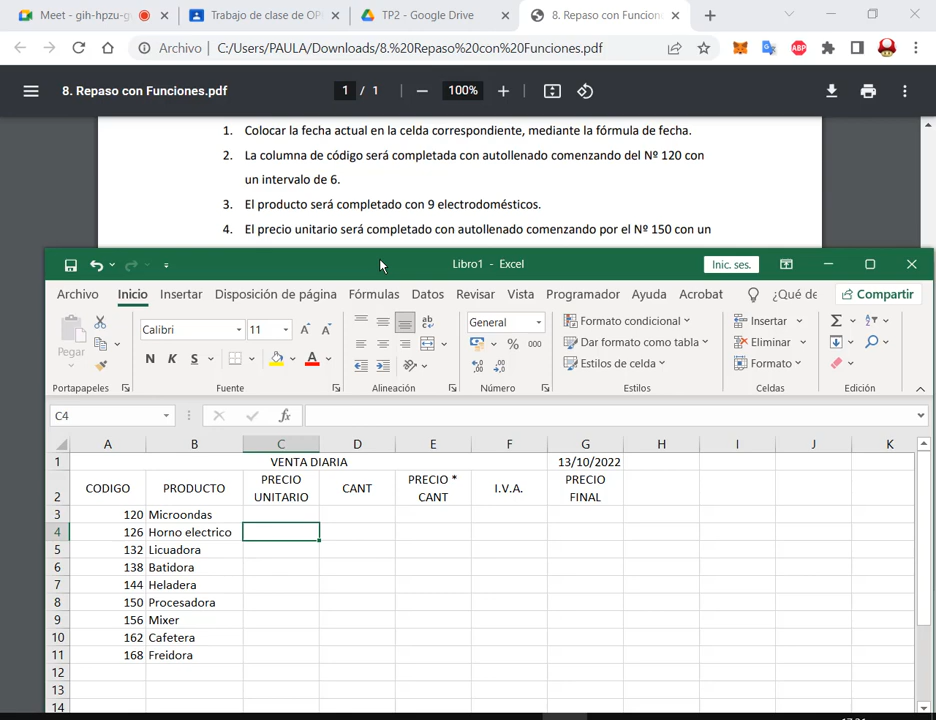 Meet - gih-hpzu-g
Trabajo de clase de OP
TP2 - Google Drive
8. Repaso con Funcion
Archivo
C:/Users/PAULA/Downloads/8.%20Repaso%20con%20Funciones.pdf
ABP
8. Repaso con Funciones.pdf
1 / 1
100%
1. Colocar la fecha actual en la celda correspondiente, mediante la fórmula de fecha.
2. La columna de código será completada con autollenado comenzando del Nº 120 con
un intervalo de 6.
3. El producto será completado con 9 electrodomésticos.
4. El precio unitario será completado con autollenado comenzando por el Nº 150 con un
Libro1 - Excel
Inic. ses.
Archivo Inicio Insertar Disposición de página Fórmulas Datos Revisar Vista Programador Ayuda Acrobat ¿Qué de Compartir
Pegar
Calibri 11
N K S
General
% 000
Formato condicional
Dar formato como tabla
Estilos de celda
Insertar
Eliminar
Formato
Portapapeles Fuente Alineación Número Estilos Celdas Edición
C4 fx
A B C D E F G H I J K
1 VENTA DIARIA 13/10/2022
2 CODIGO PRODUCTO PRECIO UNITARIO CANT PRECIO * CANT I.V.A. PRECIO FINAL
3 120 Microondas
4 126 Horno electrico
5 132 Licuadora
6 138 Batidora
7 144 Heladera
8 150 Procesadora
9 156 Mixer
10 162 Cafetera
11 168 Freidora
12
13
14